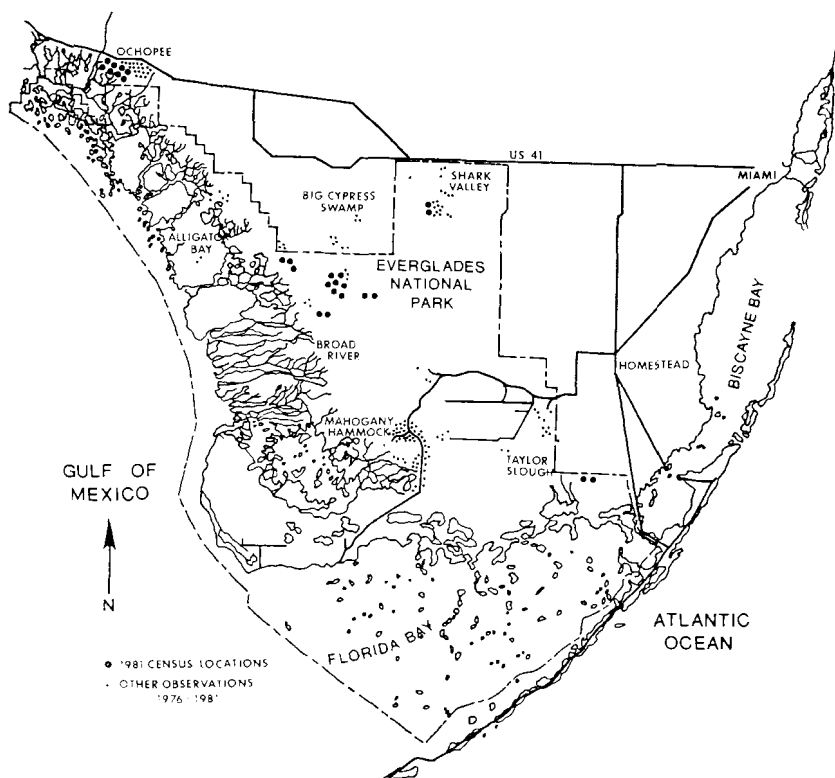 OCHOPEE
US 41
SHARK
VALLEY
MIAMI
BIG CYPRESS
SWAMP
ALLIGATOR
BAY
EVERGLADES
NATIONAL
PARK
BISCAYNE BAY
BROAD
RIVER
HOMESTEAD
MAHOGANY
HAMMOCK
TAYLOR
SLOUGH
GULF OF
MEXICO
N
FLORIDA BAY
ATLANTIC
OCEAN
1981 CENSUS LOCATIONS
OTHER OBSERVATIONS
1976-1981